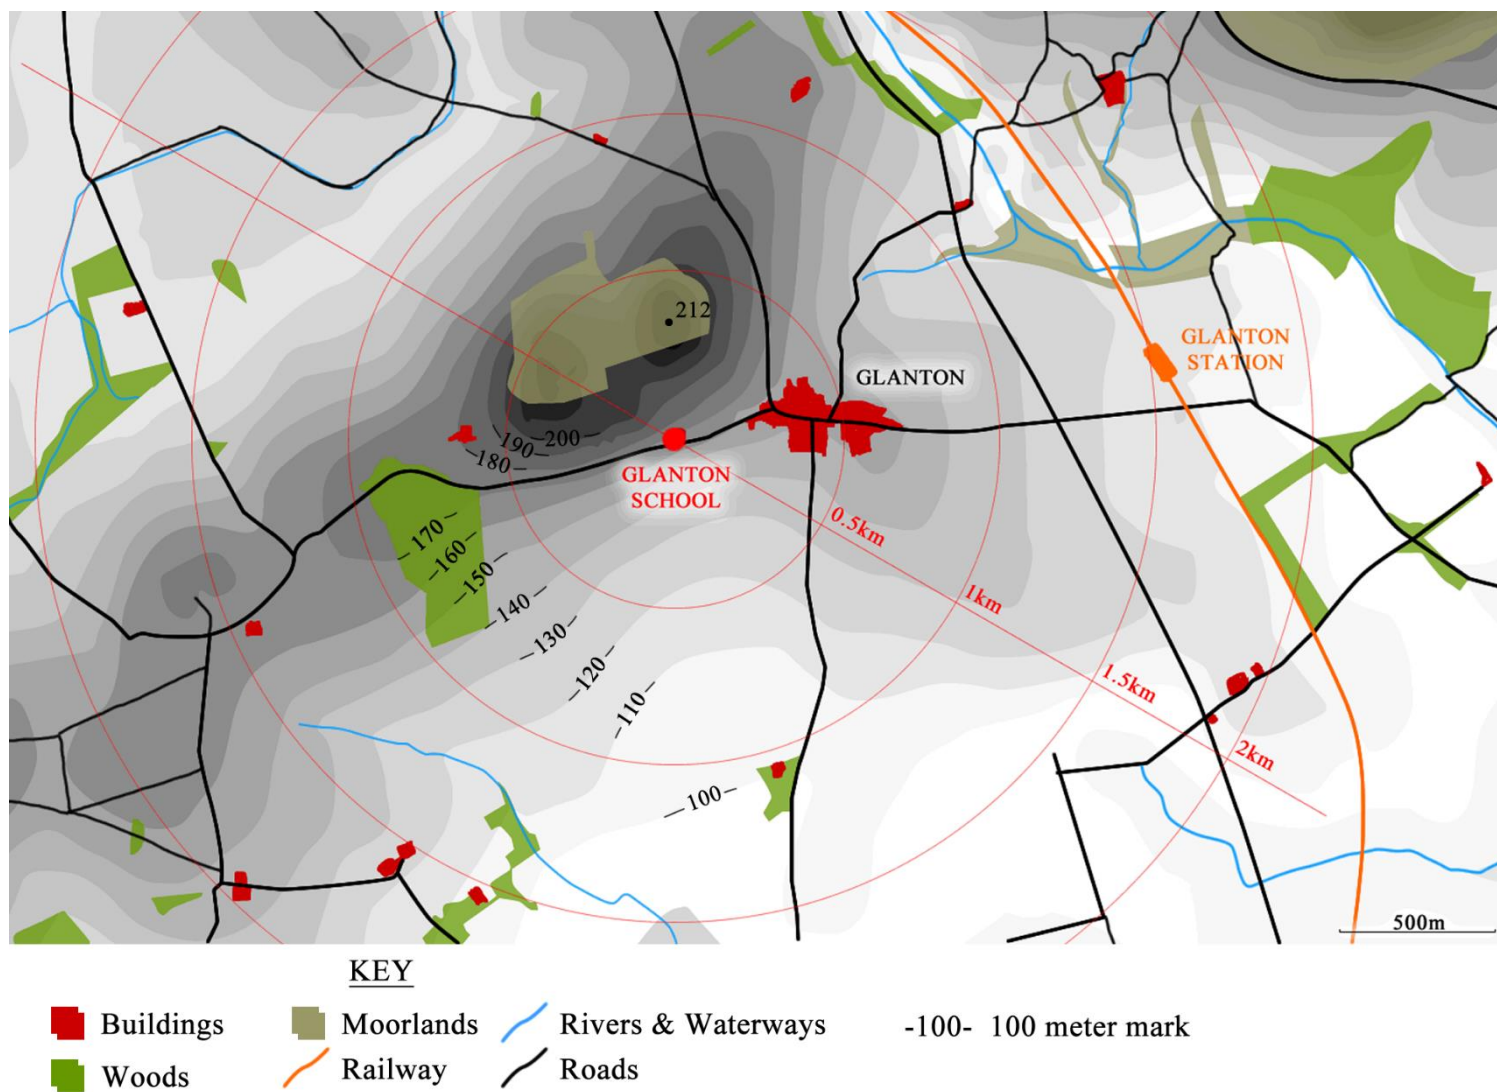 212
GLANTON
STATION
GLANTON
-190-
-200-
-180-
GLANTON
SCHOOL
0.5km
-170-
-160-
-150-
-140-
1km
-130-
-120-
1.5km
-110-
2km
-100-
500m
KEY
Buildings
Moorlands
Rivers & Waterways
-100- 100 meter mark
Woods
Railway
Roads